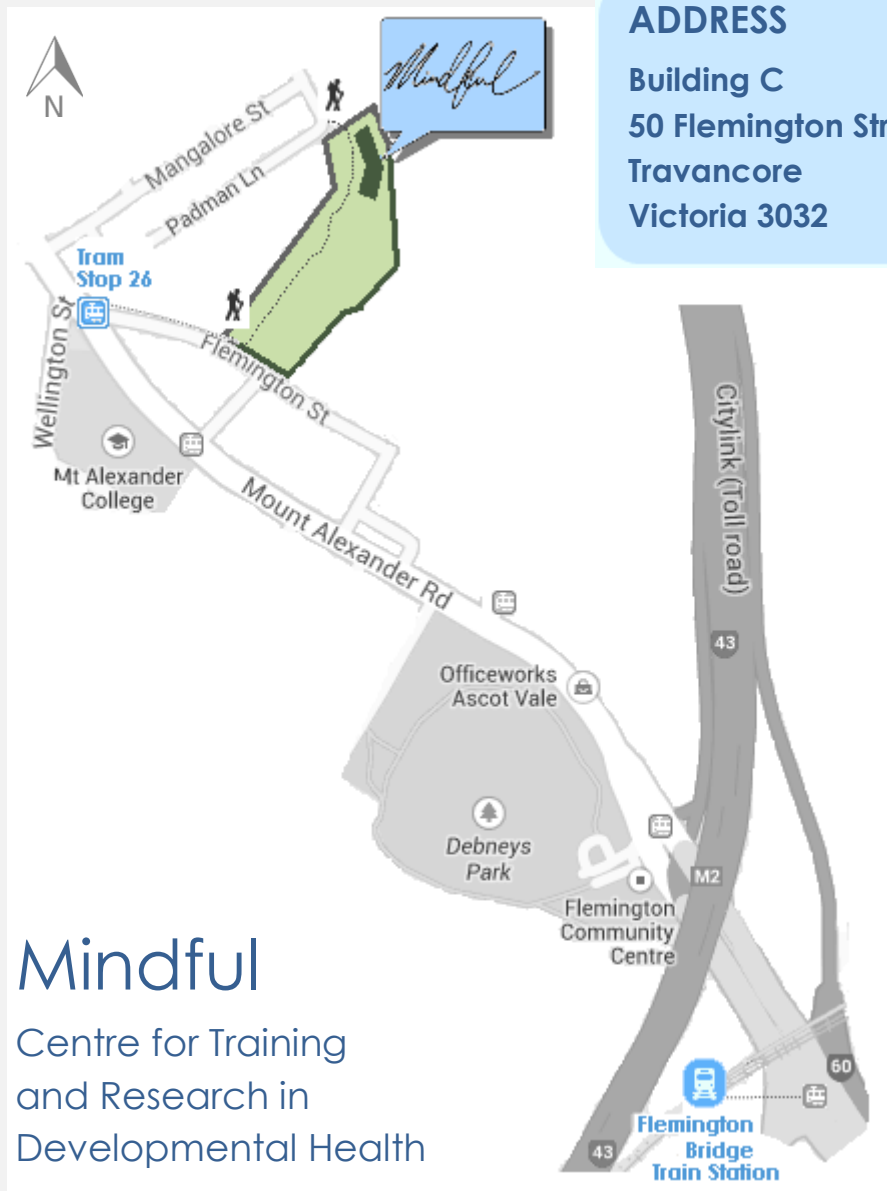 ADDRESS
Building C
50 Flemington Str
Travancore
Victoria 3032
N
Mindful
Mangalore St
Padman Ln
Tram
Stop 26
Wellington St
Flemington St
Mt Alexander
College
Mount Alexander Rd
Citylink (Toll road)
43
Officeworks
Ascot Vale
Debneys
Park
M2
Flemington
Community
Centre
Mindful
Centre for Training
and Research in
Developmental Health
60
Flemington
Bridge
Train Station
43